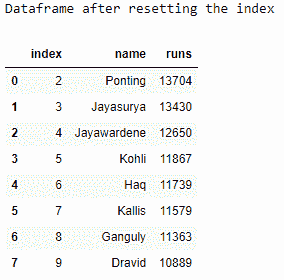 Dataframe after resetting the index
index name runs
0 2 Ponting 13704
1 3 Jayasurya 13430
2 4 Jayawardene 12650
3 5 Kohli 11867
4 6 Haq 11739
5 7 Kallis 11579
6 8 Ganguly 11363
7 9 Dravid 10889